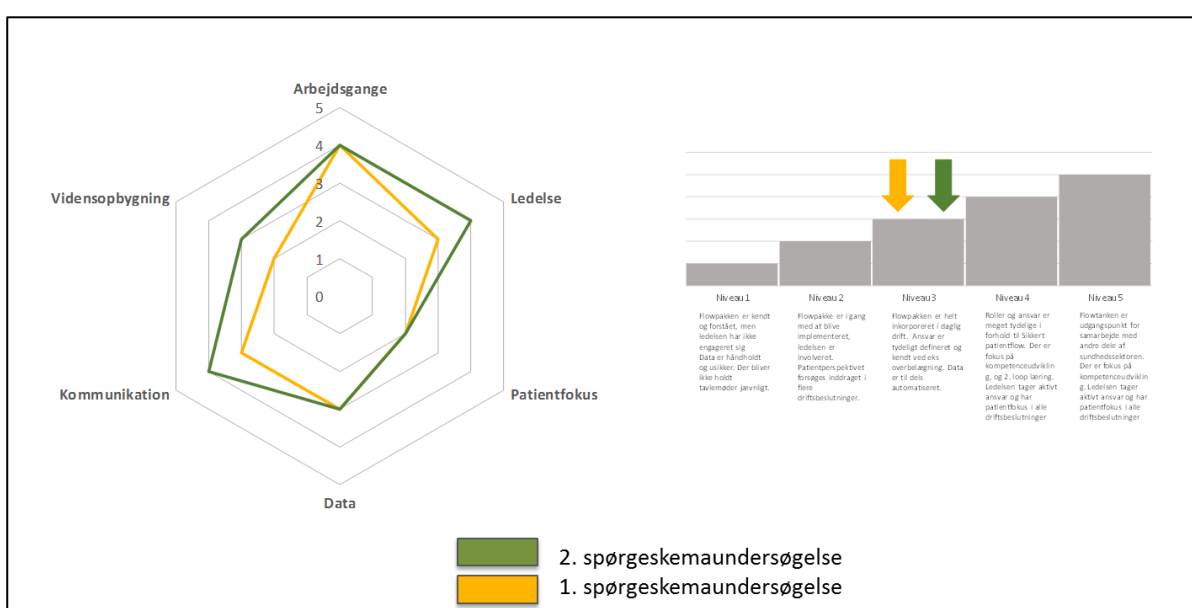 Arbejdsgange
5
4
3
2
1
0
Vidensopbygning
Ledelse
Kommunikation
Patientfokus
Data
Niveau 1
Flowpakken er kendt
og forstået, men
ledelsen har ikke
engageret sig
Data er håndholdt
og usikker. Der bliver
ikke holdt
tavlemøder jævnligt.
Niveau 2
Flowpakke er i gang
med at blive
implementeret,
ledelsen er
involveret.
Patientperspektivet
forsøges inddraget i
flere
driftsbeslutninger.
Niveau 3
Flowpakken er helt
inkorporeret i daglig
drift. Ansvar er
tydeligt defineret og
kendt ved eks
overbelægning. Data
er til dels
automatiseret.
Niveau 4
Roller og ansvar er
meget tydelige i
forhold til Sikkert
patientflow. Der er
fokus på
kompetenceudviklin
g, og 2. loop læring.
Ledelsen tager aktivt
ansvar og har
patientfokus i alle
driftsbeslutninger
Niveau 5
Flowtanken er
udgangspunkt for
samarbejde med
andre dele af
sundhedssektoren.
Der er fokus på
kompetenceudviklin
g. Ledelsen tager
aktivt ansvar og har
patientfokus i alle
driftsbeslutninger
2. spørgeskemaundersøgelse
1. spørgeskemaundersøgelse